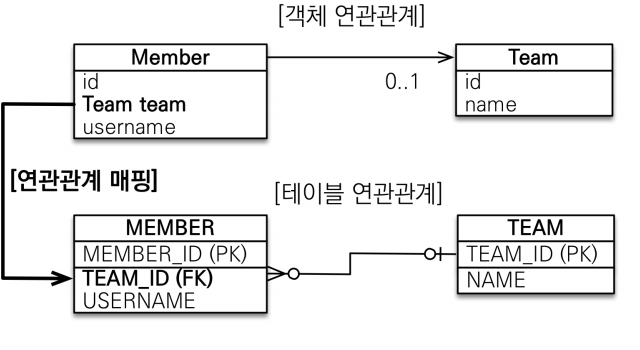 [객체 연관관계]
Member
id
Team team
username
0..1
Team
id
name
[연관관계 매핑]
[테이블 연관관계]
MEMBER
MEMBER_ID (PK)
TEAM_ID (FK)
USERNAME
TEAM
TEAM_ID (PK)
NAME